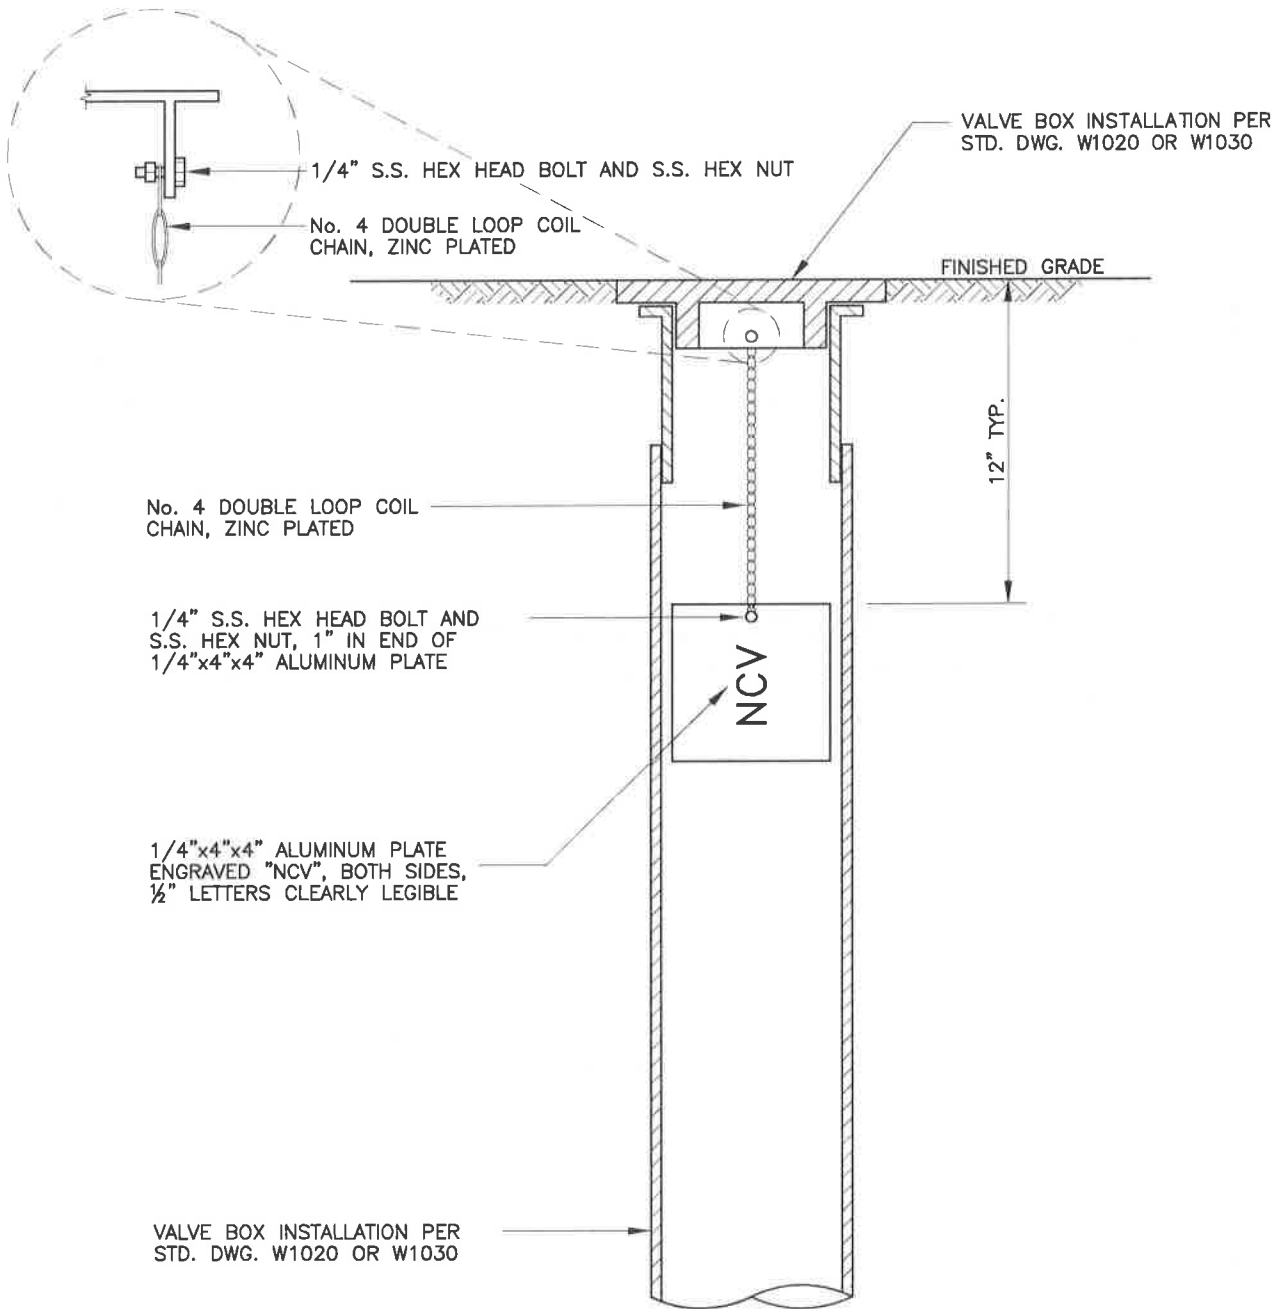 VALVE BOX INSTALLATION PER
STD. DWG. W1020 OR W1030
1/4" S.S. HEX HEAD BOLT AND S.S. HEX NUT
No. 4 DOUBLE LOOP COIL
CHAIN, ZINC PLATED
FINISHED GRADE
12" TYP.
No. 4 DOUBLE LOOP COIL
CHAIN, ZINC PLATED
1/4" S.S. HEX HEAD BOLT AND
S.S. HEX NUT, 1" IN END OF
1/4"x4"x4" ALUMINUM PLATE
NCV
1/4"x4"x4" ALUMINUM PLATE
ENGRAVED "NCV", BOTH SIDES,
½" LETTERS CLEARLY LEGIBLE
VALVE BOX INSTALLATION PER
STD. DWG. W1020 OR W1030